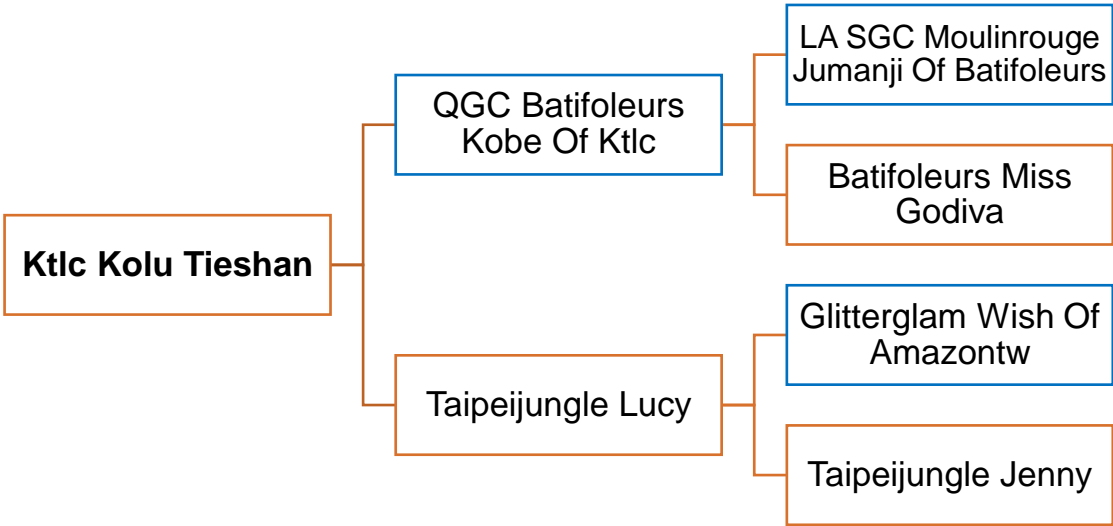 LA SGC Moulinrouge
Jumanji Of Batifoleurs
QGC Batifoleurs
Kobe Of Ktlc
Batifoleurs Miss
Godiva
Ktlc Kolu Tieshan
Glitterglam Wish Of
Amazontw
Taipeijungle Lucy
Taipeijungle Jenny